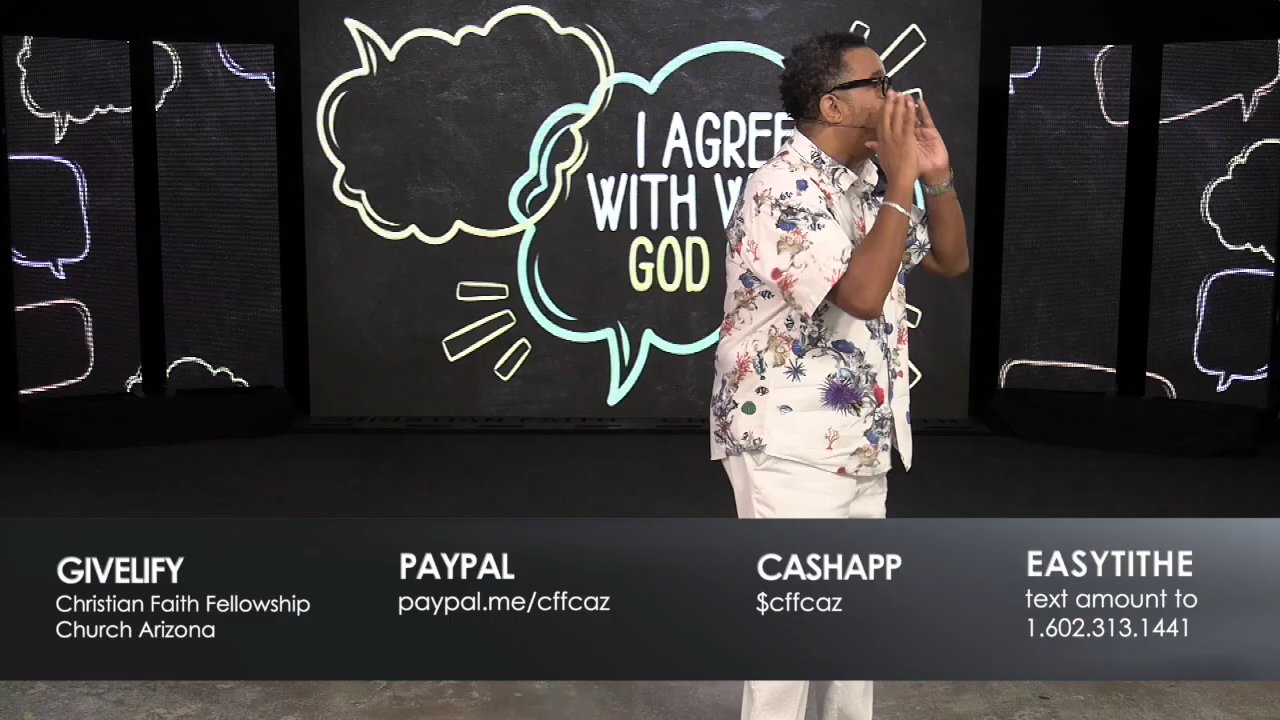 I AGREE
WITH
GOD
GIVELIFY
Christian Faith Fellowship
Church Arizona
PAYPAL
paypal.me/cffcaz
CASHAPP
$cffcaz
EASYTITHE
text amount to
1.602.313.1441